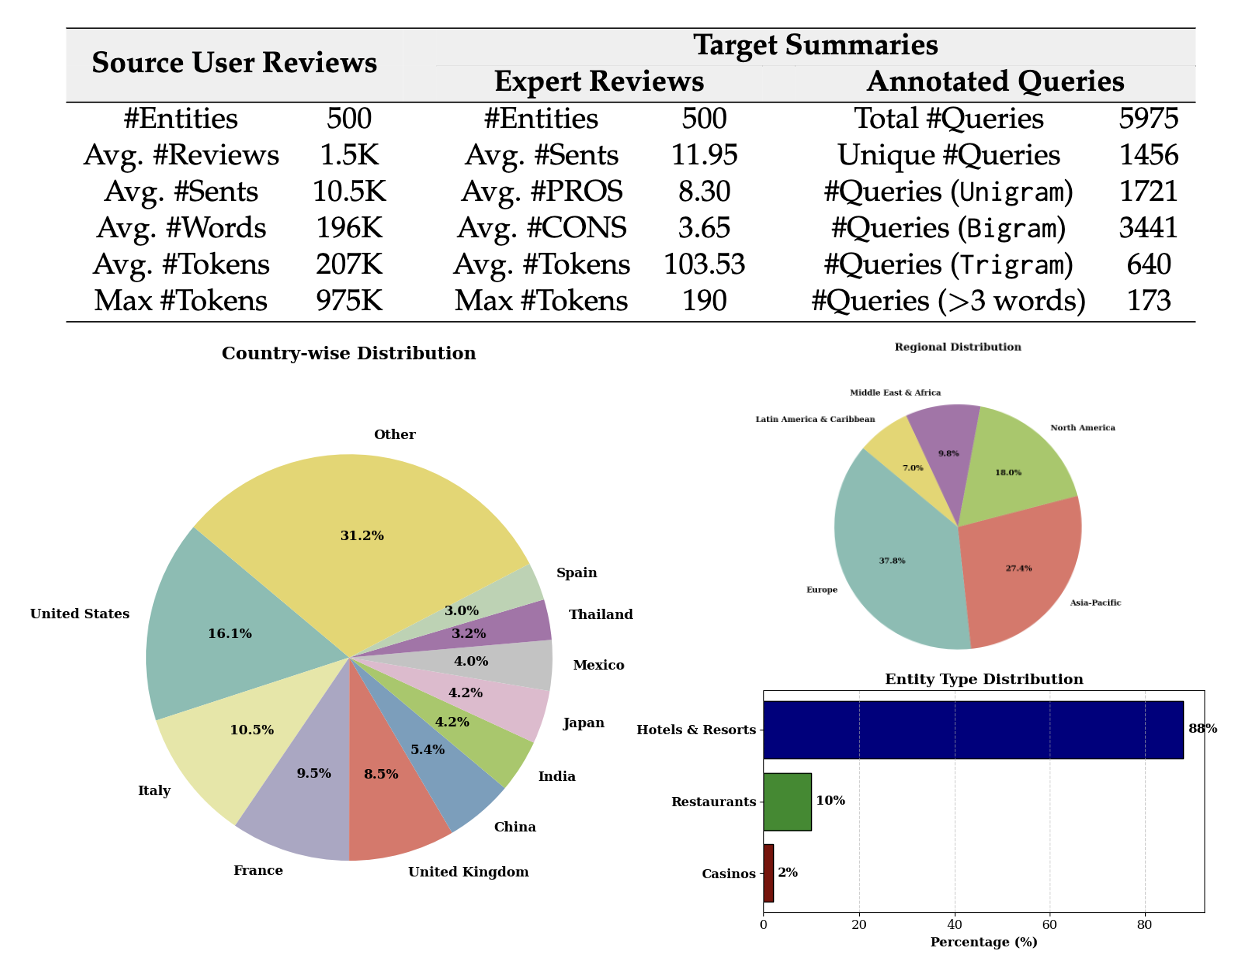 Source User Reviews
Target Summaries
Expert Reviews Annotated Queries
#Entities 500 #Entities 500 Total #Queries 5975
Avg. #Reviews 1.5K Avg. #Sents 11.95 Unique #Queries 1456
Avg. #Sents 10.5K Avg. #PROS 8.30 #Queries (Unigram) 1721
Avg. #Words 196K Avg. #CONS 3.65 #Queries (Bigram) 3441
Avg. #Tokens 207K Avg. #Tokens 103.53 #Queries (Trigram) 640
Max #Tokens 975K Max #Tokens 190 #Queries (>3 words) 173
Country-wise Distribution
Other
31.2%
United States
16.1%
Italy
10.5%
France
9.5%
United Kingdom
8.5%
China
5.4%
India
4.2%
Japan
4.2%
Mexico
4.0%
Thailand
3.2%
Spain
3.0%
Regional Distribution
Middle East & Africa
9.8%
Latin America & Caribbean
7.0%
North America
18.0%
Europe
37.8%
Asia-Pacific
27.4%
Entity Type Distribution
Hotels & Resorts 88%
Restaurants 10%
Casinos 2%
0 20 40 60 80
Percentage (%)